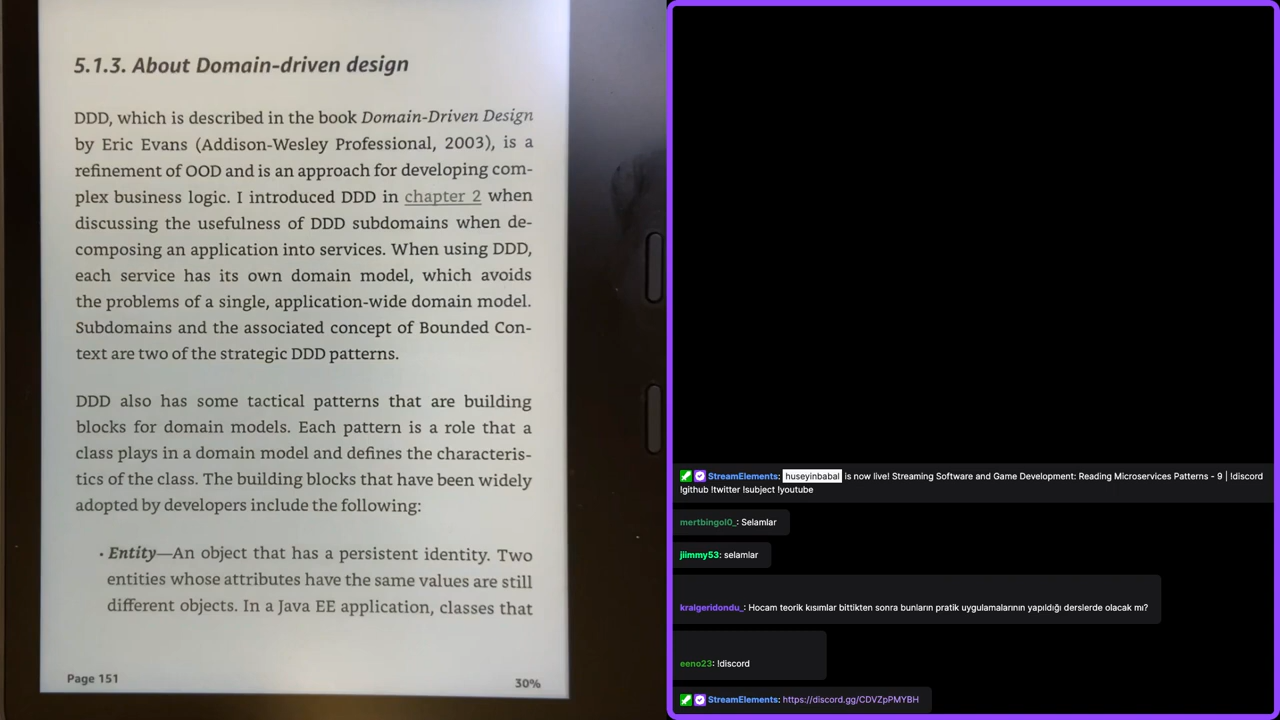 5.1.3. About Domain-driven design
DDD, which is described in the book Domain-Driven Design
by Eric Evans (Addison-Wesley Professional, 2003), is a
refinement of OOD and is an approach for developing com-
plex business logic. I introduced DDD in chapter 2 when
discussing the usefulness of DDD subdomains when de-
composing an application into services. When using DDD,
each service has its own domain model, which avoids
the problems of a single, application-wide domain model.
Subdomains and the associated concept of Bounded Con-
text are two of the strategic DDD patterns.
DDD also has some tactical patterns that are building
blocks for domain models. Each pattern is a role that a
class plays in a domain model and defines the characteris-
tics of the class. The building blocks that have been widely
adopted by developers include the following:
• Entity—An object that has a persistent identity. Two
entities whose attributes have the same values are still
different objects. In a Java EE application, classes that
Page 151
30%
StreamElements: huseyinbabal is now live! Streaming Software and Game Development: Reading Microservices Patterns - 9 | !discord
!github !twitter !subject !youtube
mertbingol0_: Selamlar
jiimmy53: selamlar
kralgeridondu_: Hocam teorik kısımlar bittikten sonra bunların pratik uygulamalarının yapıldığı derslerde olacak mı?
eeno23: !discord
StreamElements: https://discord.gg/CDVZpPMYBH